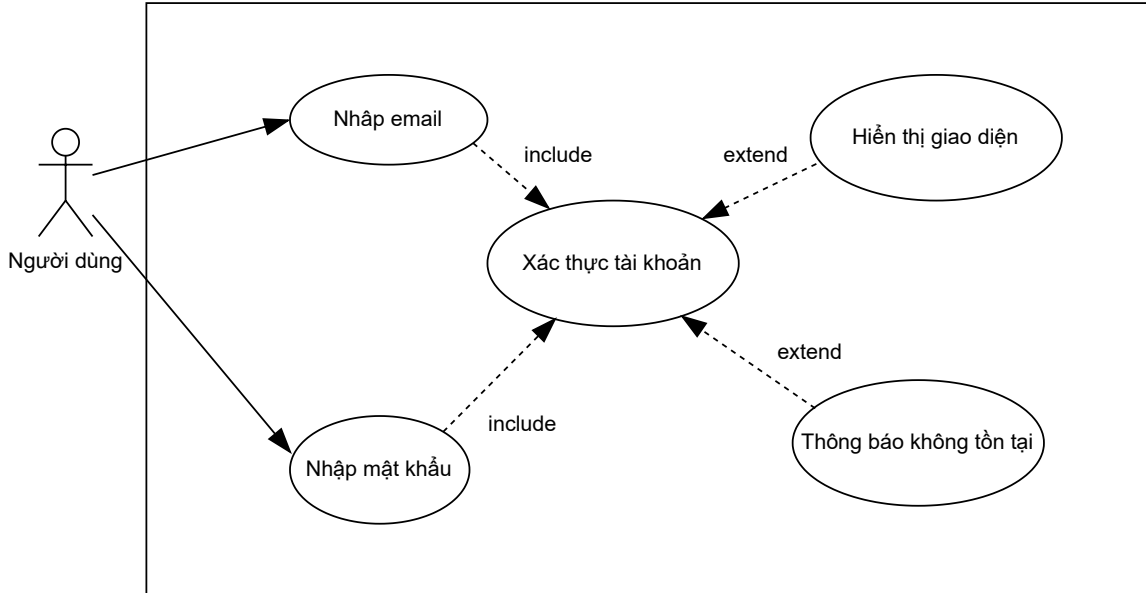 Nhâp email
Hiển thị giao diện
include
extend
Người dùng
Xác thực tài khoản
extend
include
Thông báo không tồn tại
Nhập mật khẩu